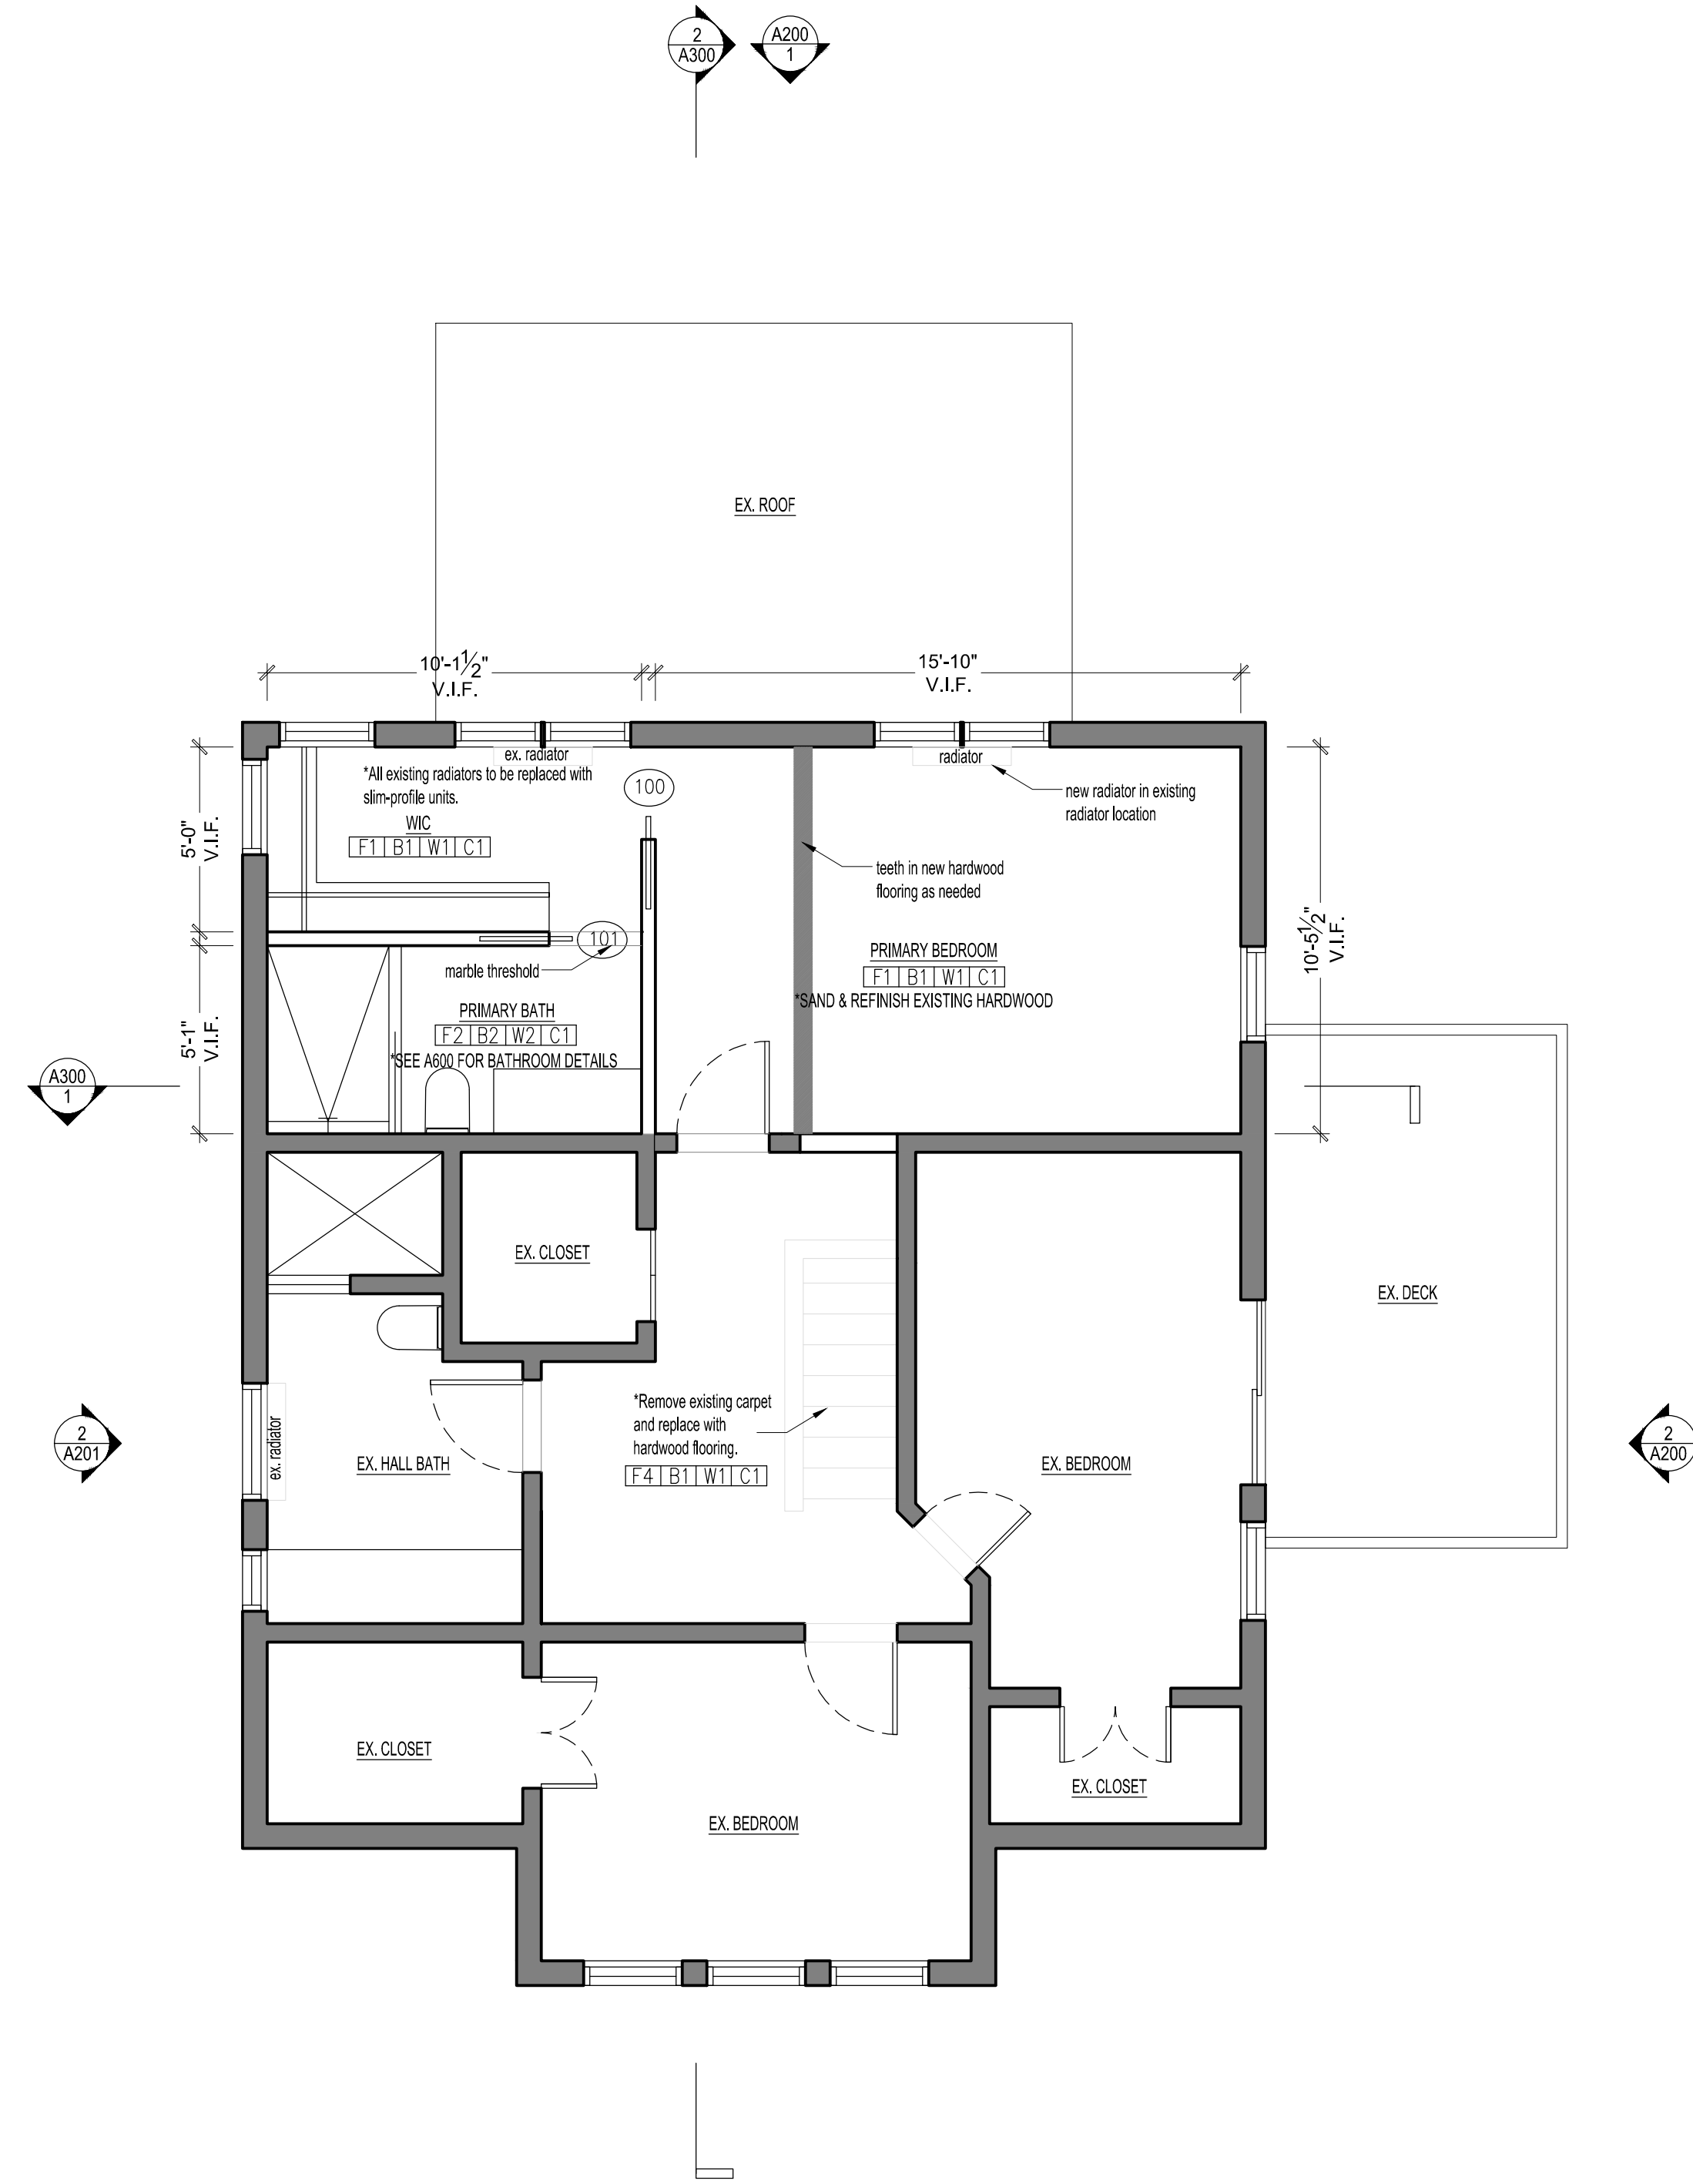 2
A300
A200
1
EX. ROOF
10'-1 1/2"
V.I.F.
15'-10"
V.I.F.
ex. radiator
*All existing radiators to be replaced with
slim-profile units.
WIC
F1 B1 W1 C1
100
radiator
new radiator in existing
radiator location
5'-0"
V.I.F.
teeth in new hardwood
flooring as needed
10'-5 1/2"
V.I.F.
101
marble threshold
PRIMARY BEDROOM
F1 B1 W1 C1
*SAND & REFINISH EXISTING HARDWOOD
5'-1"
V.I.F.
PRIMARY BATH
F2 B2 W2 C1
*SEE A600 FOR BATHROOM DETAILS
A300
1
EX. CLOSET
EX. DECK
*Remove existing carpet
and replace with
hardwood flooring.
F4 B1 W1 C1
2
A201
ex. radiator
EX. HALL BATH
EX. BEDROOM
2
A200
EX. CLOSET
EX. CLOSET
EX. BEDROOM